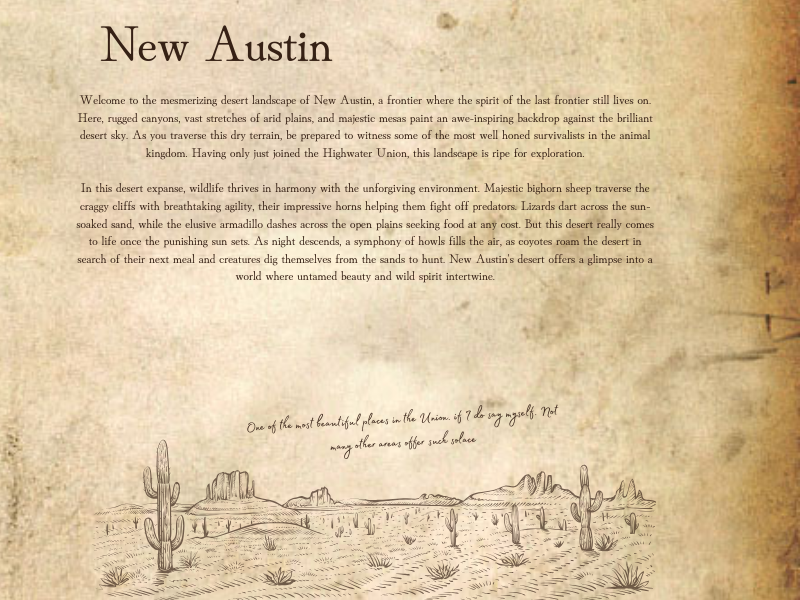 New Austin
Welcome to the mesmerizing desert landscape of New Austin, a frontier where the spirit of the last frontier still lives on.
Here, rugged canyons, vast stretches of arid plains, and majestic mesas paint an awe-inspiring backdrop against the brilliant
desert sky. As you traverse this dry terrain, be prepared to witness some of the most well honed survivalists in the animal
kingdom. Having only just joined the Highwater Union, this landscape is ripe for exploration.
In this desert expanse, wildlife thrives in harmony with the unforgiving environment. Majestic bighorn sheep traverse the
craggy cliffs with breathtaking agility, their impressive horns helping them fight off predators. Lizards dart across the sun-
soaked sand, while the elusive armadillo dashes across the open plains seeking food at any cost. But this desert really comes
to life once the punishing sun sets. As night descends, a symphony of howls fills the air, as coyotes roam the desert in
search of their next meal and creatures dig themselves from the sands to hunt. New Austin's desert offers a glimpse into a
world where untamed beauty and wild spirit intertwine.
One of the most beautiful places in the Union, if I do say myself. Not
many other areas offer such solace